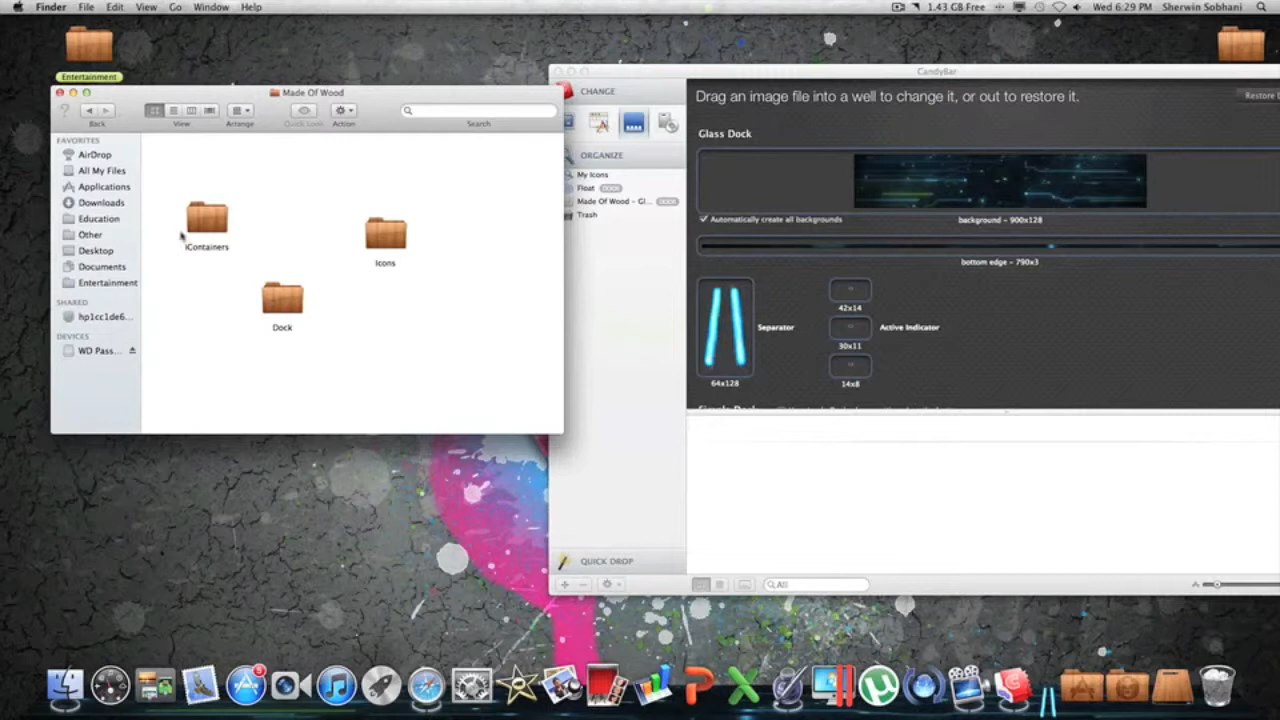 Finder File Edit View Go Window Help
1.43 GB Free Wed 6:29 PM Sherwin Sobhani
Entertainment
Made Of Wood
Back View Arrange Quick Look Action Search
FAVORITES
AirDrop
All My Files
Applications
Downloads
Education
Other
Desktop
Documents
Entertainment
SHARED
hp1cc1de6...
DEVICES
WD Pass...
iContainers
Icons
Dock
CandyBar
CHANGE
ORGANIZE
My Icons
Float DOCK
Made Of Wood - Gl... DOCK
Trash
QUICK DROP
Drag an image file into a well to change it, or out to restore it.
Restore
Glass Dock
Automatically create all backgrounds
background - 900x128
bottom edge - 790x3
Separator
64x128
42x14
Active Indicator
30x11
14x8
All
5